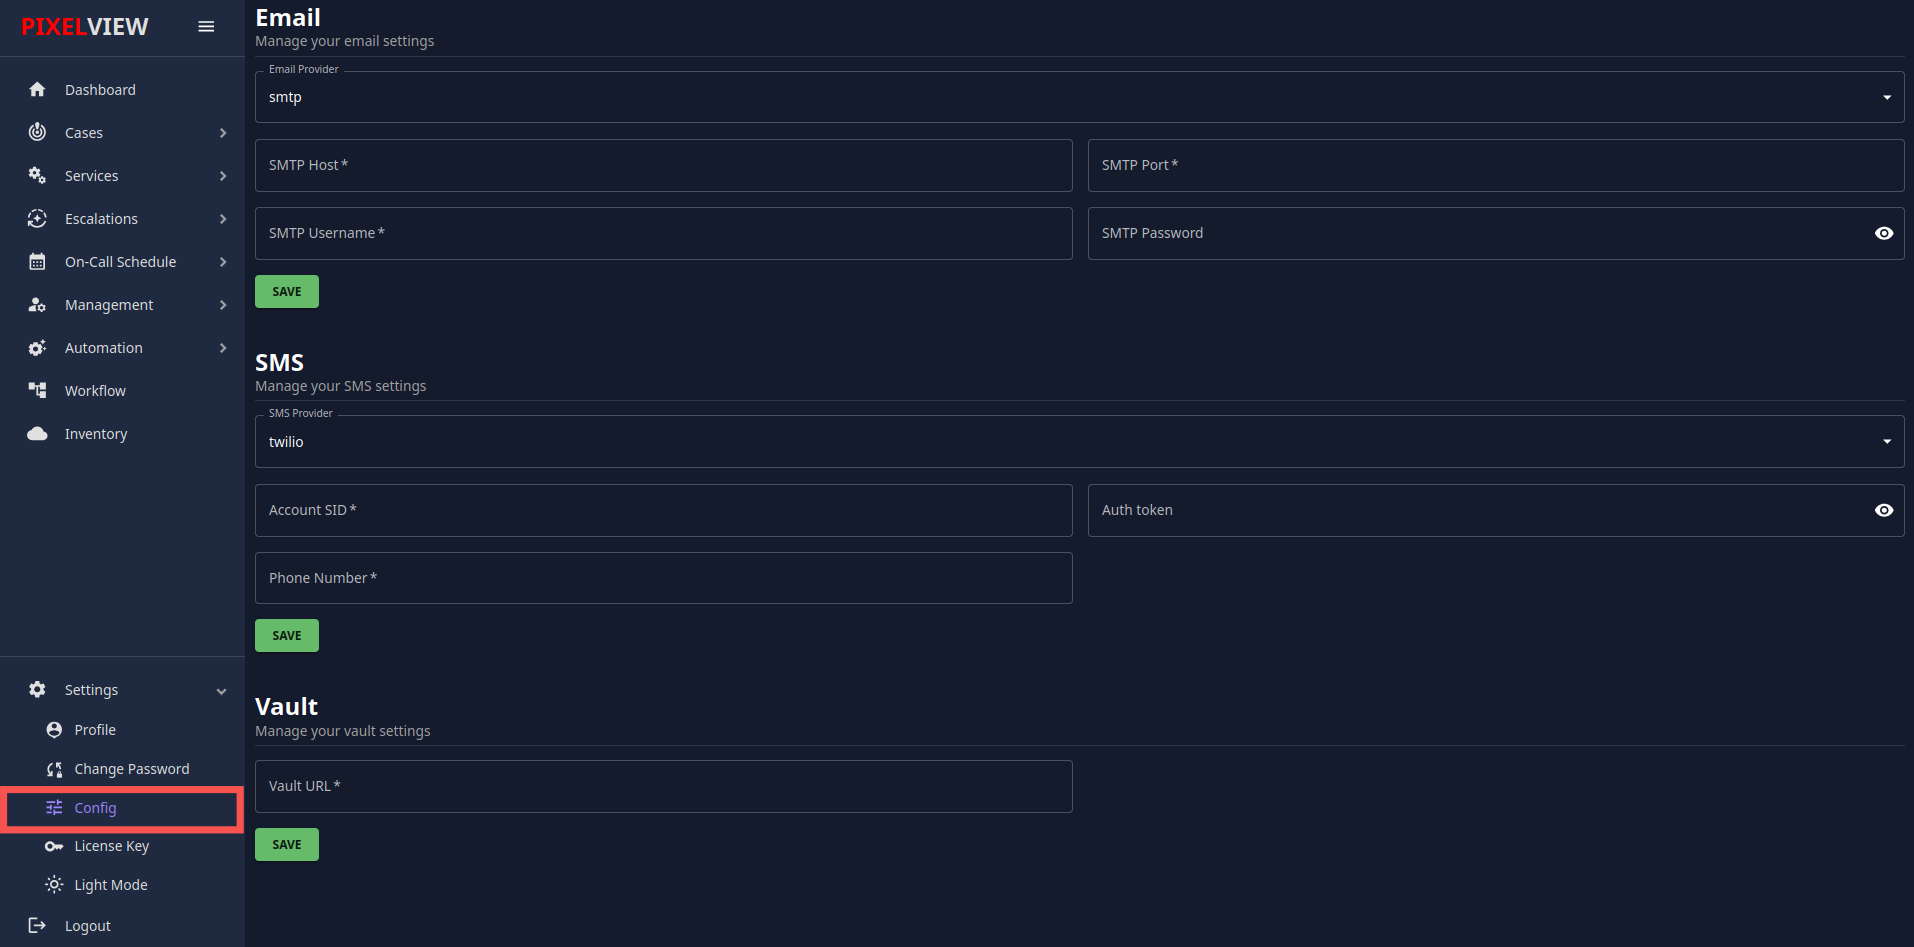 PIXELVIEW
Dashboard
Cases
Services
Escalations
On-Call Schedule
Management
Automation
Workflow
Inventory
Settings
Profile
Change Password
Config
License Key
Light Mode
Logout
Email
Manage your email settings
Email Provider
smtp
SMTP Host *
SMTP Port *
SMTP Username *
SMTP Password
SAVE
SMS
Manage your SMS settings
SMS Provider
twilio
Account SID *
Auth token
Phone Number *
SAVE
Vault
Manage your vault settings
Vault URL *
SAVE